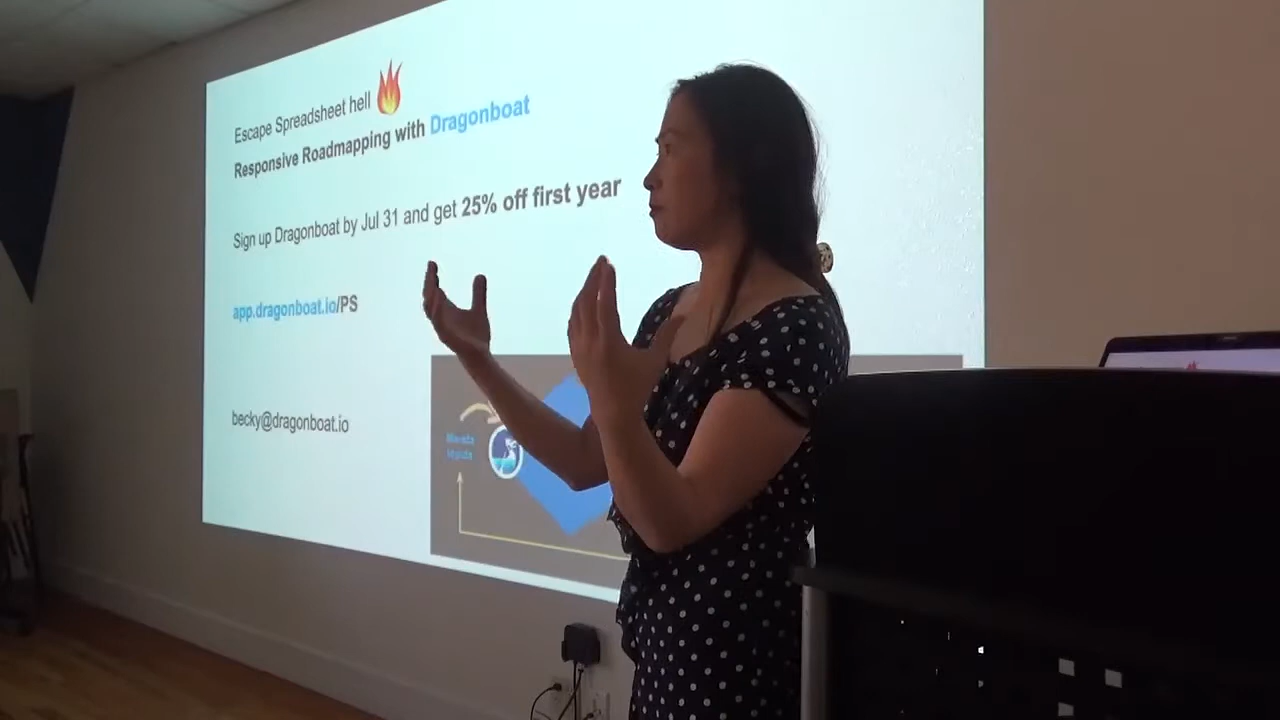 Escape Spreadsheet hell 🔥
Responsive Roadmapping with Dragonboat
Sign up Dragonboat by Jul 31 and get 25% off first year
app.dragonboat.io/PS
becky@dragonboat.io